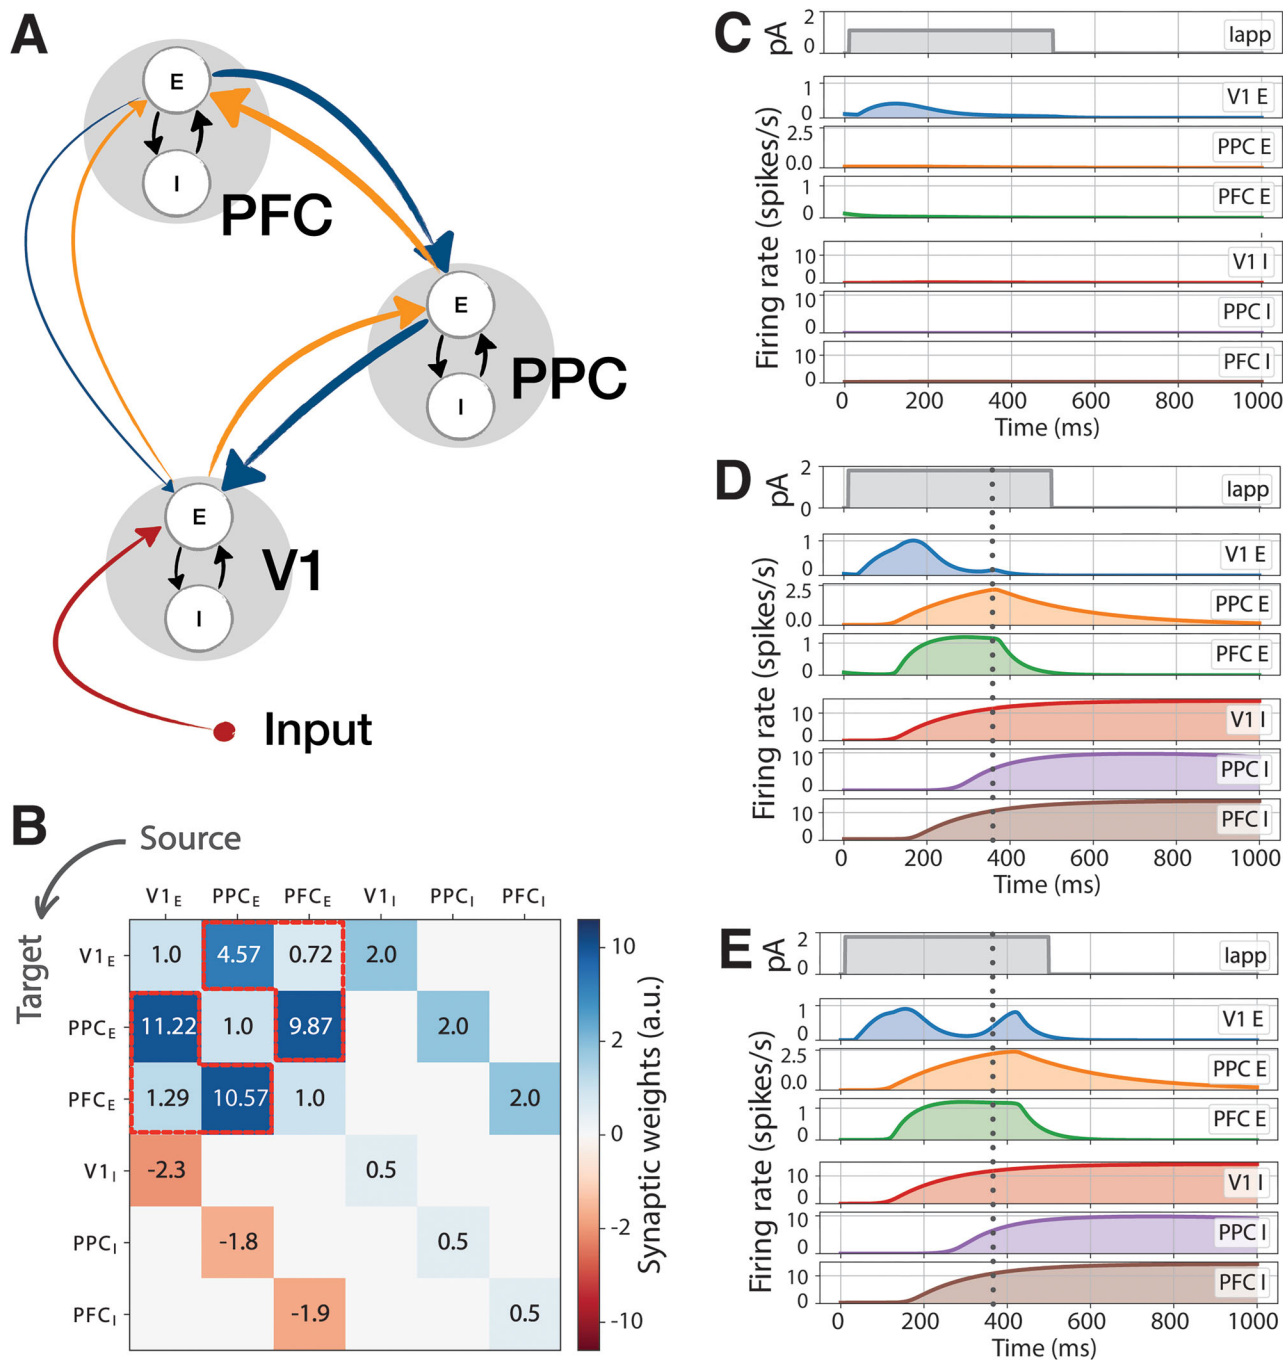 A
E
I
PFC
E
I
PPC
E
I
V1
Input
B
Source
Target
V1E PPCE PFCE V1I PPCI PFCI
V1E 1.0 4.57 0.72 2.0
PPCE 11.22 1.0 9.87 2.0
PFCE 1.29 10.57 1.0 2.0
V1I -2.3 0.5
PPCI -1.8 0.5
PFCI -1.9 0.5
10
2
0
-2
-10
Synaptic weights (a.u.)
C
pA
2
0
Iapp
Firing rate (spikes/s)
1
0
V1 E
2.5
0.0
PPC E
1
0
PFC E
10
0
V1 I
10
0
PPC I
10
0
PFC I
0 200 400 600 800 1000
Time (ms)
D
pA
2
0
Iapp
Firing rate (spikes/s)
1
0
V1 E
2.5
0.0
PPC E
1
0
PFC E
10
0
V1 I
10
0
PPC I
10
0
PFC I
0 200 400 600 800 1000
Time (ms)
E
pA
2
0
Iapp
Firing rate (spikes/s)
1
0
V1 E
2.5
0.0
PPC E
1
0
PFC E
10
0
V1 I
10
0
PPC I
10
0
PFC I
0 200 400 600 800 1000
Time (ms)